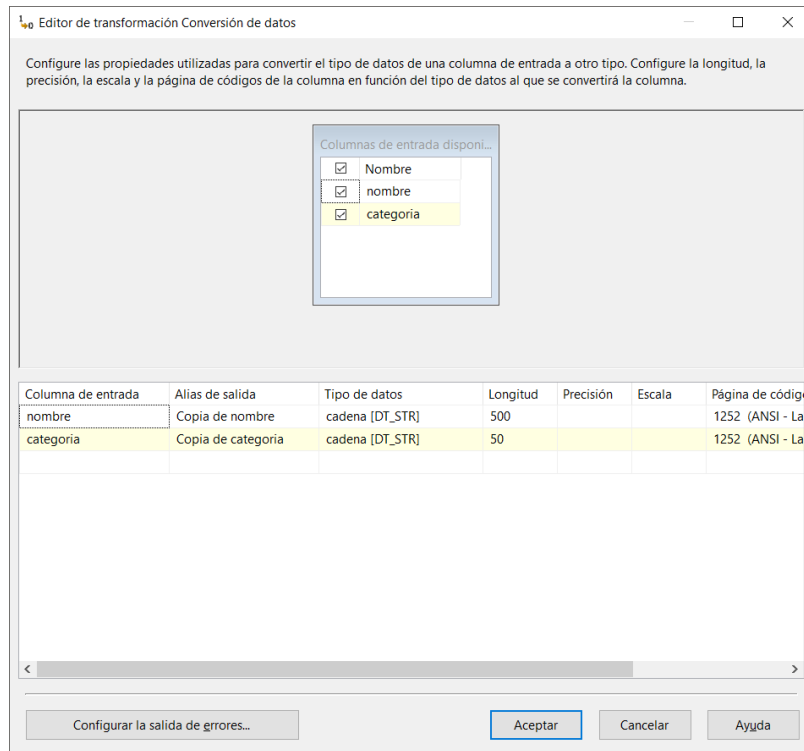 Editor de transformación Conversión de datos
Configure las propiedades utilizadas para convertir el tipo de datos de una columna de entrada a otro tipo. Configure la longitud, la
precisión, la escala y la página de códigos de la columna en función del tipo de datos al que se convertirá la columna.
Columnas de entrada disponi...
Nombre
nombre
categoria
Columna de entrada Alias de salida Tipo de datos Longitud Precisión Escala Página de código
nombre Copia de nombre cadena [DT_STR] 500 1252 (ANSI - La
categoria Copia de categoria cadena [DT_STR] 50 1252 (ANSI - La
Configurar la salida de errores... Aceptar Cancelar Ayuda